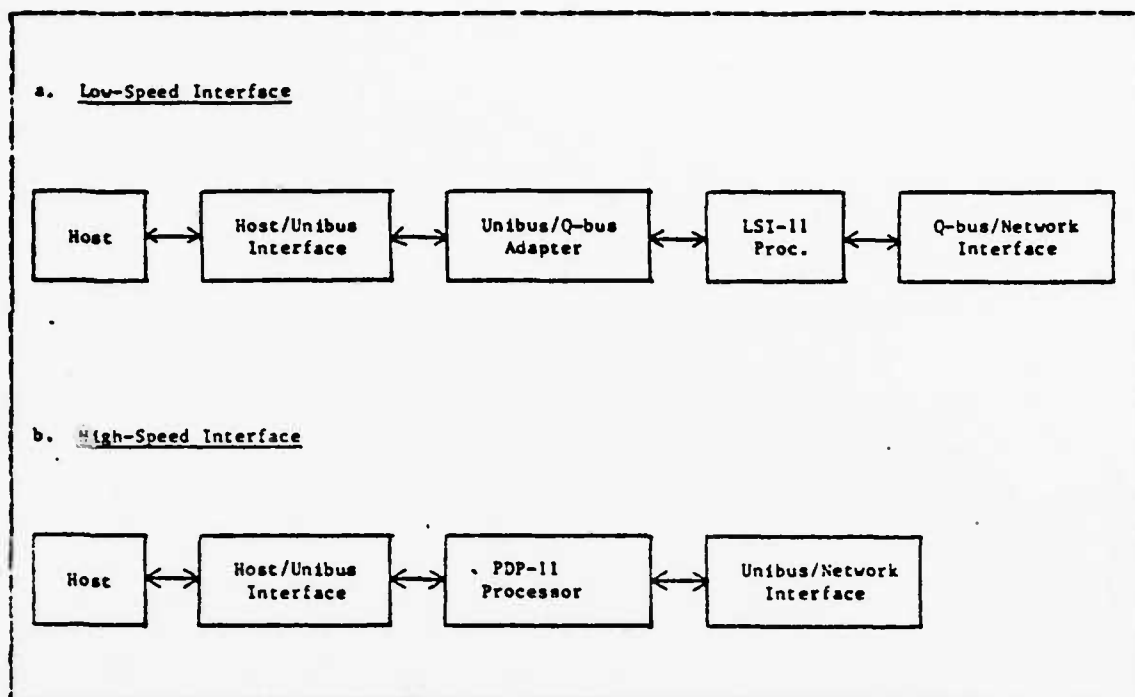 a. Low-Speed Interface
Host
Host/Unibus
Interface
Unibus/Q-bus
Adapter
LSI-11
Proc.
Q-bus/Network
Interface
b. High-Speed Interface
Host
Host/Unibus
Interface
PDP-11
Processor
Unibus/Network
Interface